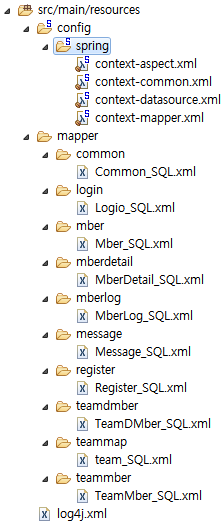 src/main/resources
config
spring
context-aspect.xml
context-common.xml
context-datasource.xml
context-mapper.xml
mapper
common
Common_SQL.xml
login
Logio_SQL.xml
mber
Mber_SQL.xml
mberdetail
MberDetail_SQL.xml
mberlog
MberLog_SQL.xml
message
Message_SQL.xml
register
Register_SQL.xml
teamdmber
TeamDMber_SQL.xml
teammap
team_SQL.xml
teammber
TeamMber_SQL.xml
log4j.xml